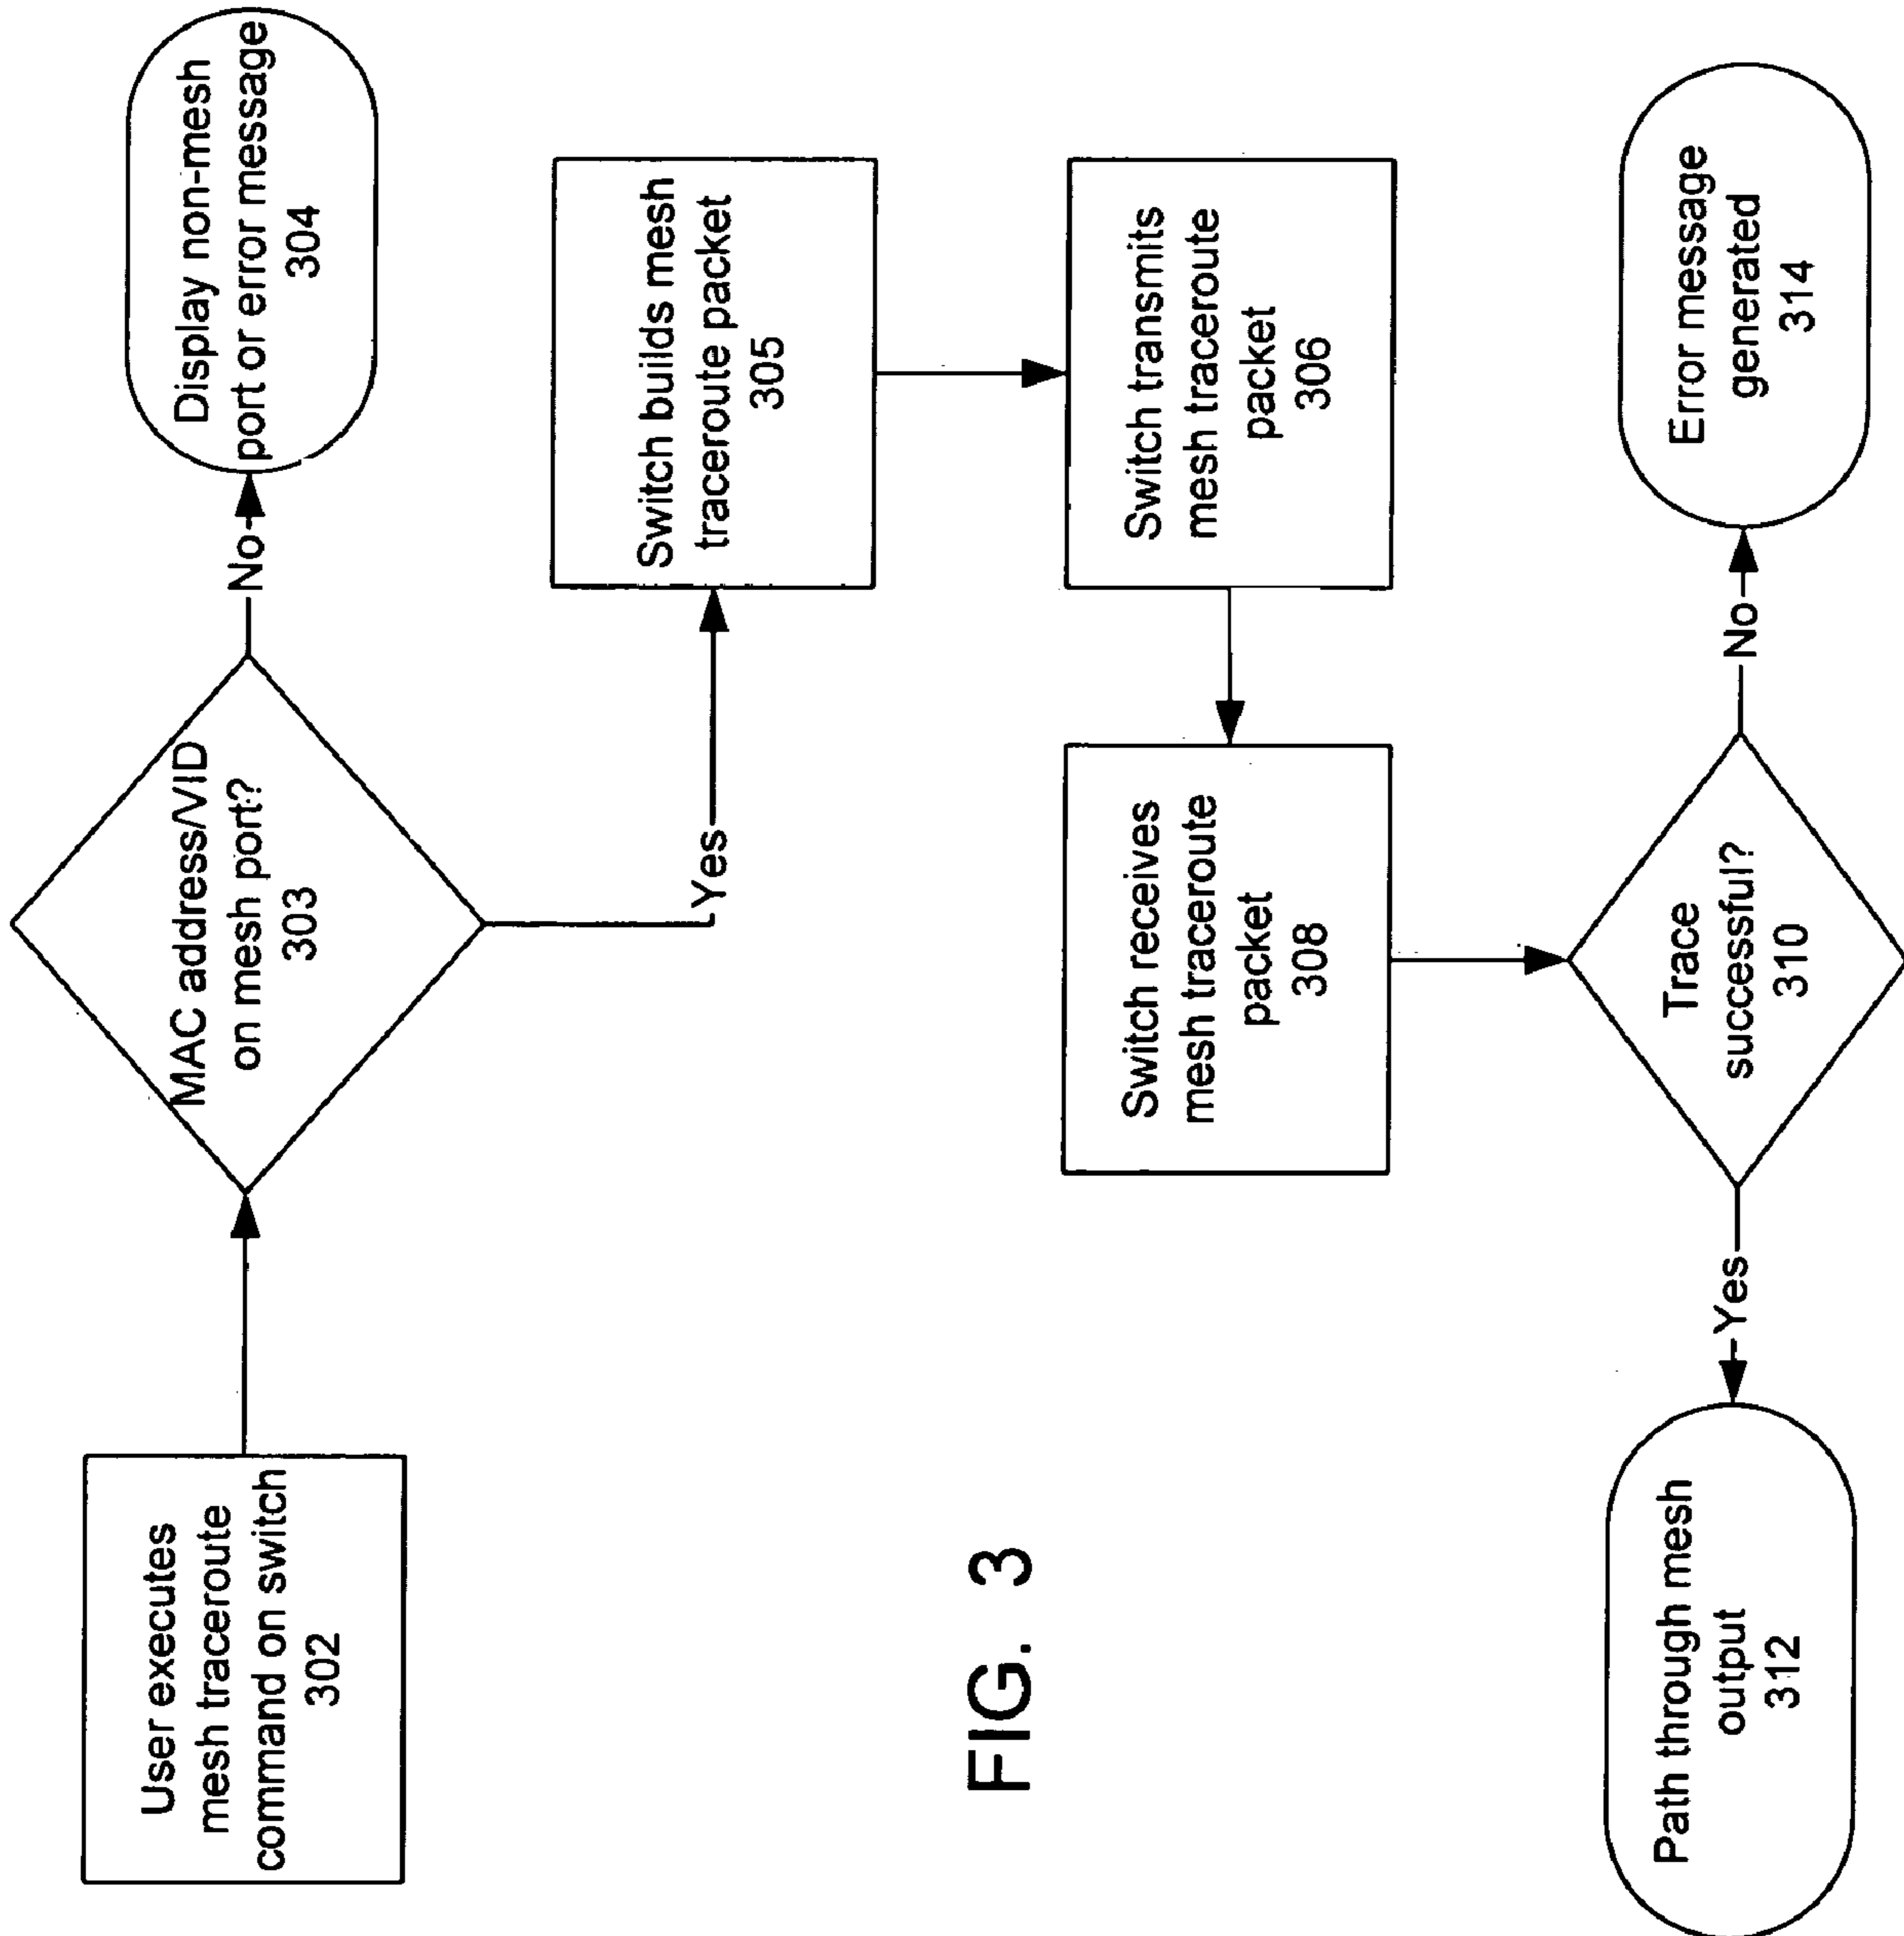 User executes
mesh traceroute
command on switch
302
MAC address/VID
on mesh port?
303
No
Display non-mesh
port or error message
304
Yes
Switch builds mesh
traceroute packet
305
Switch transmits
mesh traceroute
packet
306
Switch receives
mesh traceroute
packet
308
Trace
successful?
310
Yes
Path through mesh
output
312
No
Error message
generated
314
FIG. 3